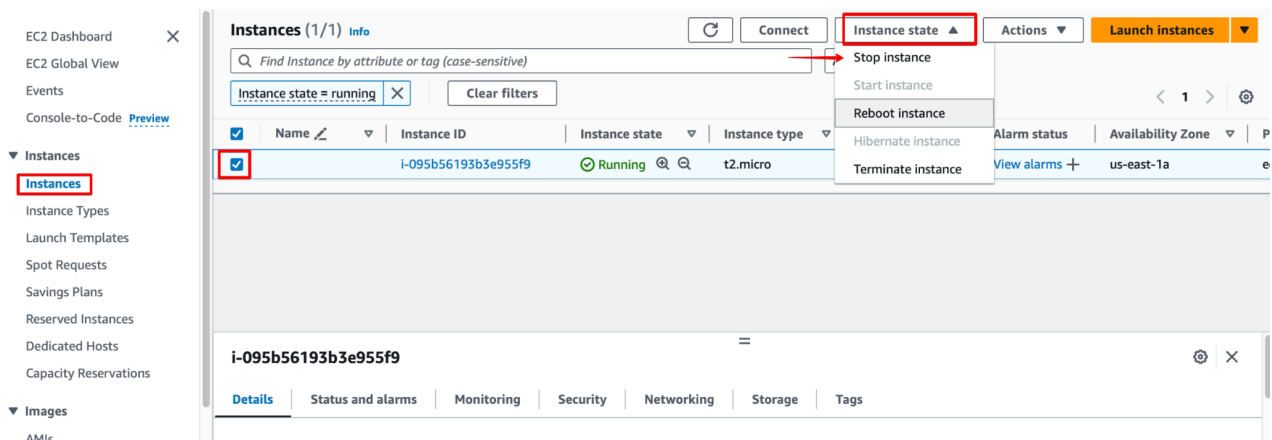 EC2 Dashboard
EC2 Global View
Events
Console-to-Code Preview
Instances
Instances
Instance Types
Launch Templates
Spot Requests
Savings Plans
Reserved Instances
Dedicated Hosts
Capacity Reservations
Images
AMIs
Instances (1/1) Info
Connect
Instance state
Actions
Launch instances
Find Instance by attribute or tag (case-sensitive)
Stop instance
Start instance
Reboot instance
Hibernate instance
Terminate instance
Instance state = running
Clear filters
1
Name Instance ID Instance state Instance type Alarm status Availability Zone
i-095b56193b3e955f9 Running t2.micro View alarms us-east-1a
i-095b56193b3e955f9
Details Status and alarms Monitoring Security Networking Storage Tags